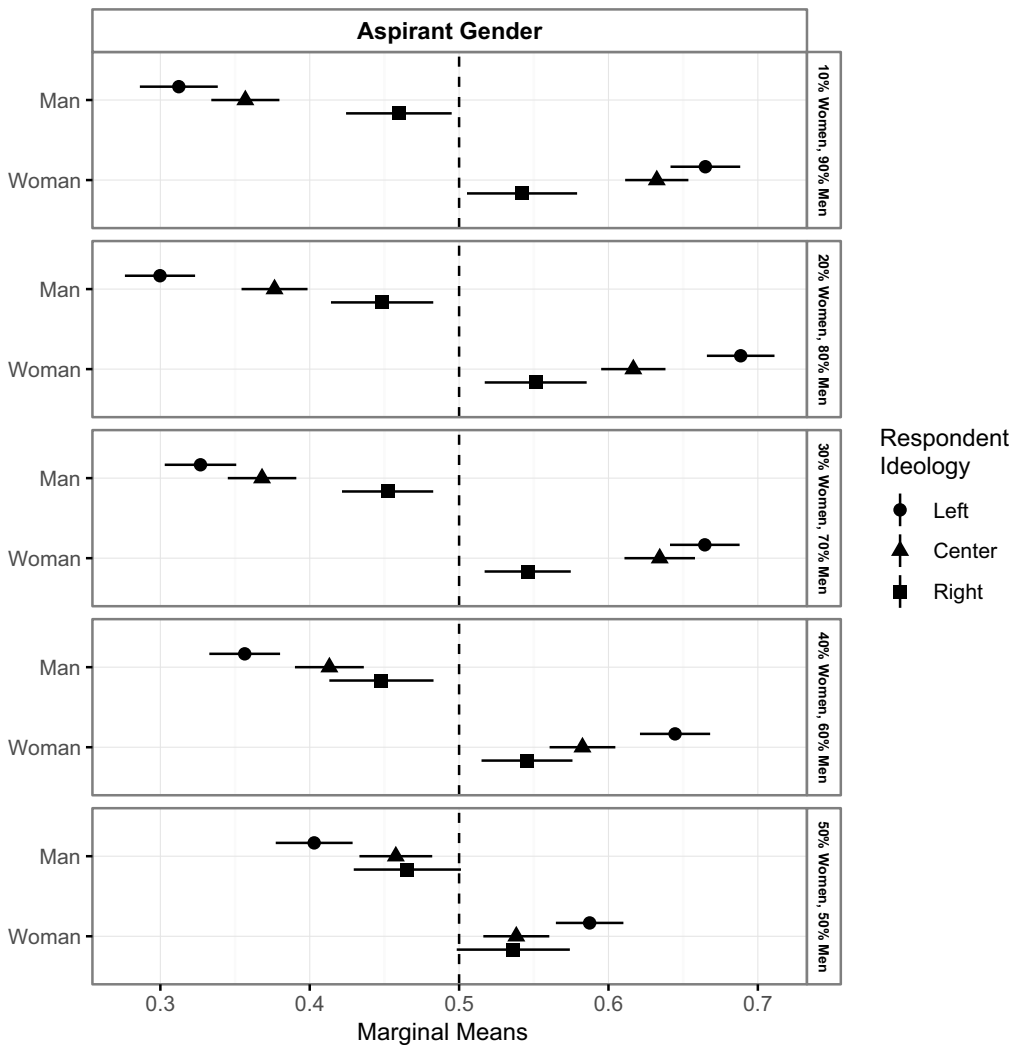 Aspirant Gender
Man
Woman
10% Women, 90% Men
Man
Woman
20% Women, 80% Men
Man
Woman
30% Women, 70% Men
Man
Woman
40% Women, 60% Men
Man
Woman
50% Women, 50% Men
0.3 0.4 0.5 0.6 0.7
Marginal Means
Respondent
Ideology
Left
Center
Right